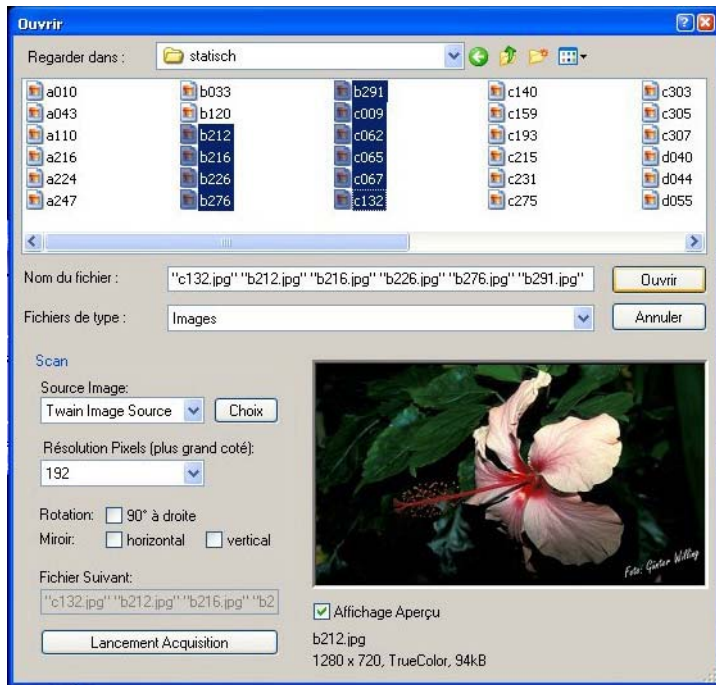 Ouvrir
Regarder dans : statisch
a010 b033 b291 c140 c303
a043 b120 c009 c159 c305
a110 b212 c062 c193 c307
a216 b216 c065 c215 d040
a224 b226 c067 c231 d044
a247 b276 c132 c275 d055
Nom du fichier : "c132.jpg" "b212.jpg" "b216.jpg" "b226.jpg" "b276.jpg" "b291.jpg" Ouvrir
Fichiers de type : Images Annuler
Scan
Source Image:
Twain Image Source Choix
Résolution Pixels (plus grand coté):
192
Rotation: 90° à droite
Miroir: horizontal vertical
Fichier Suivant:
"c132.jpg" "b212.jpg" "b216.jpg" "b2
Lancement Acquisition
Foto: Günter Willing
Affichage Aperçu
b212.jpg
1280 x 720, TrueColor, 94kB